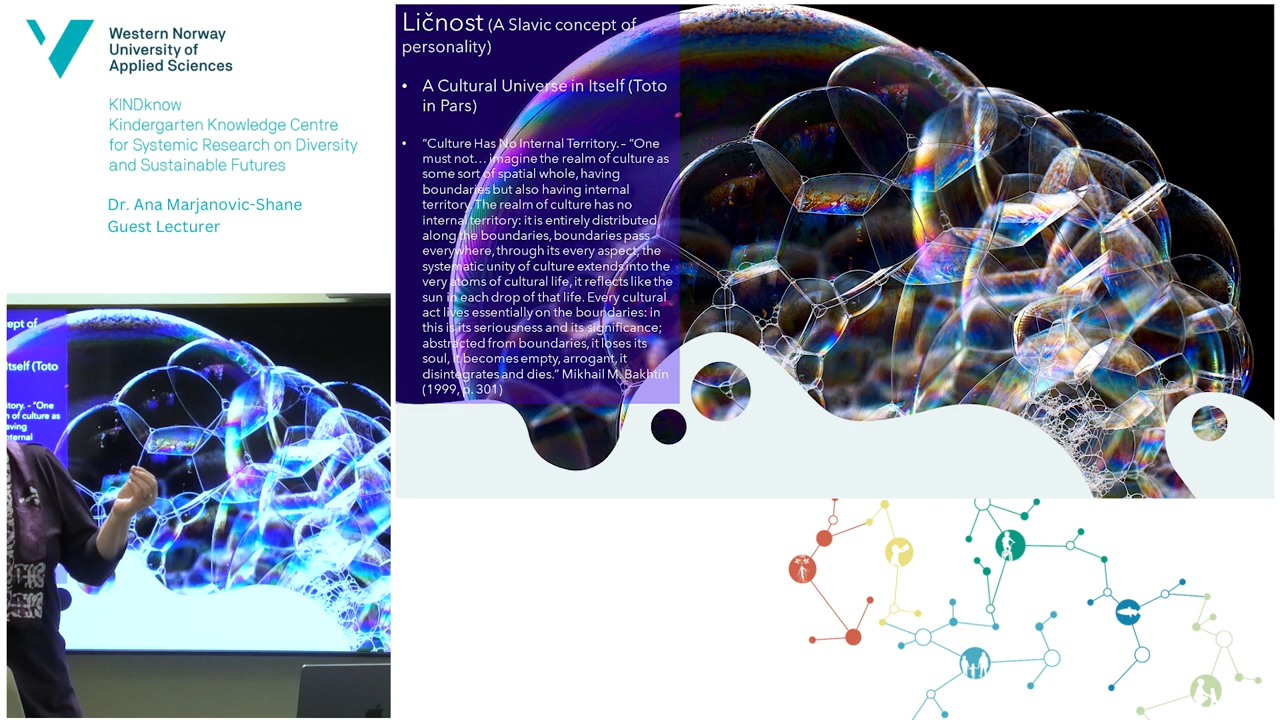 Western Norway
University of
Applied Sciences
KINDknow
Kindergarten Knowledge Centre
for Systemic Research on Diversity
and Sustainable Futures
Dr. Ana Marjanovic-Shane
Guest Lecturer
Ličnost (A Slavic concept of
personality)
• A Cultural Universe in Itself (Toto
in Pars)
• “Culture Has No Internal Territory. – “One
must not… imagine the realm of culture as
some sort of spatial whole, having
boundaries but also having internal
territory. The realm of culture has no
internal territory: it is entirely distributed
along the boundaries, boundaries pass
everywhere, through its every aspect, the
systematic unity of culture extends into the
very atoms of cultural life, it reflects like the
sun in each drop of that life. Every cultural
act lives essentially on the boundaries: in
this is its seriousness and its significance;
abstracted from boundaries, it loses its
soul, it becomes empty, arrogant, it
disintegrates and dies.” Mikhail M. Bakhtin
(1999, p. 301)
cept of
Itself (Toto
itory. – “One
m of culture as
aving
nternal